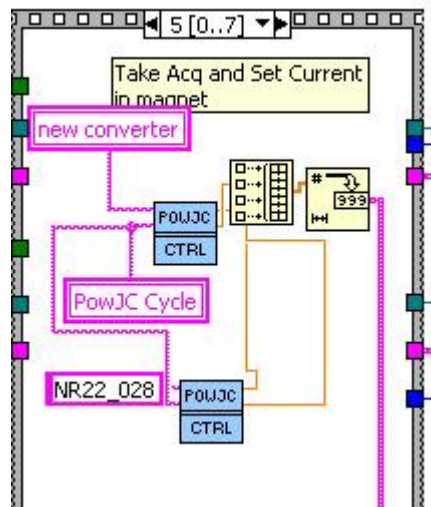 5 [0..7]
Take Acq and Set Current
in magnet
new converter
POWJC
CTRL
#
999
PowJC Cycle
NR22_028
POWJC
CTRL